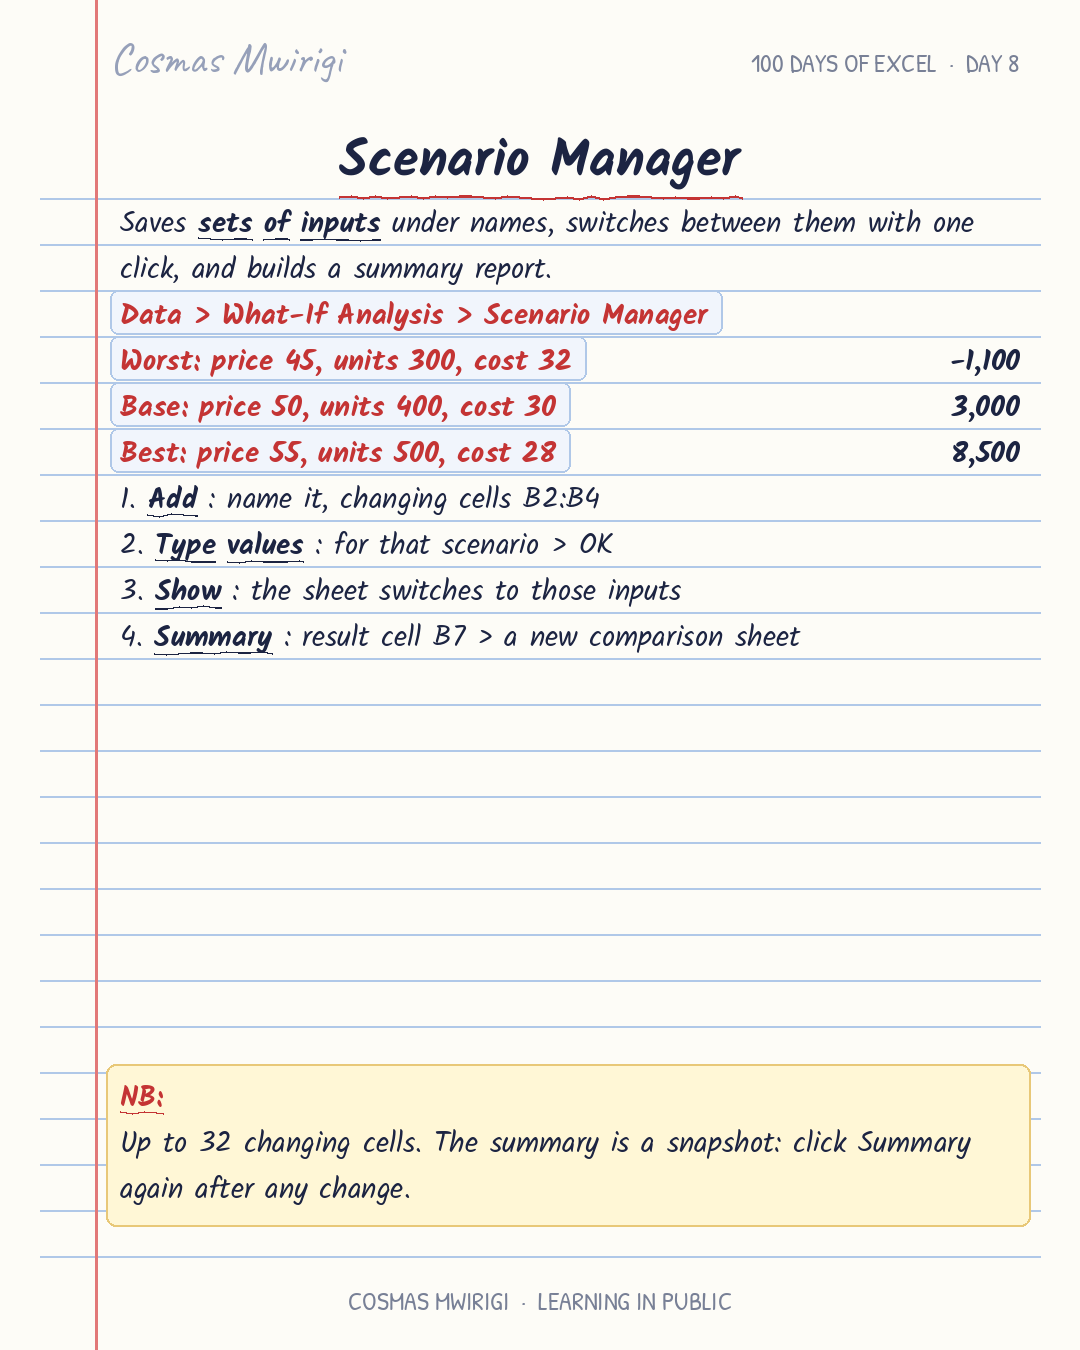 Cosmas Mwirigi
100 DAYS OF EXCEL · DAY 8
Scenario Manager
Saves sets of inputs under names, switches between them with one
click, and builds a summary report.
Data > What-If Analysis > Scenario Manager
Worst: price 45, units 300, cost 32 -1,100
Base: price 50, units 400, cost 30 3,000
Best: price 55, units 500, cost 28 8,500
1. Add : name it, changing cells B2:B4
2. Type values : for that scenario > OK
3. Show : the sheet switches to those inputs
4. Summary : result cell B7 > a new comparison sheet
NB:
Up to 32 changing cells. The summary is a snapshot: click Summary
again after any change.
COSMAS MWIRIGI · LEARNING IN PUBLIC